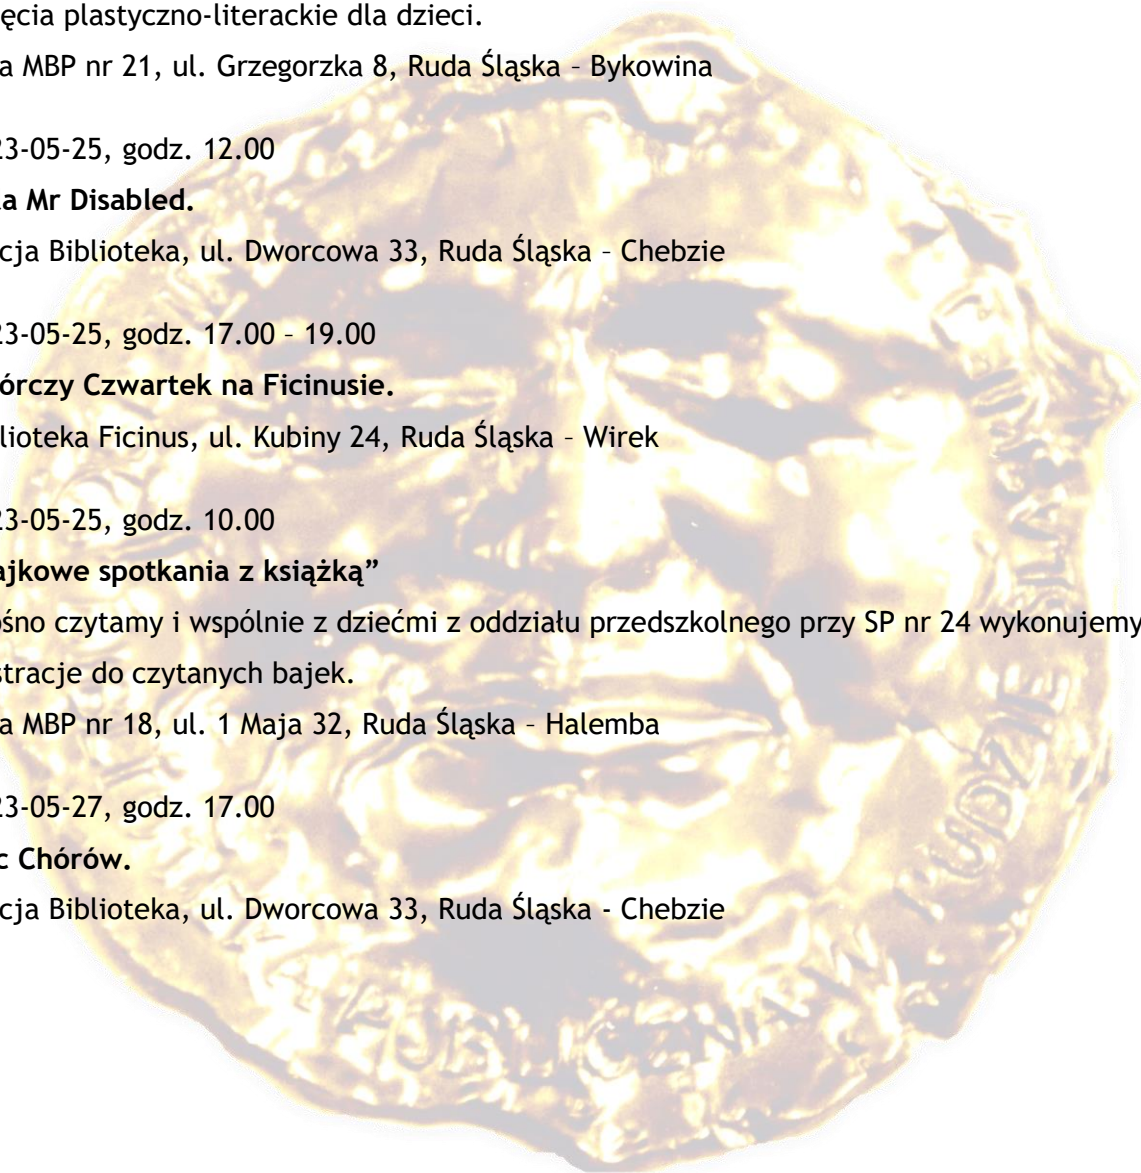 ęcia plastyczno-literackie dla dzieci.
a MBP nr 21, ul. Grzegorzka 8, Ruda Śląska – Bykowina
23-05-25, godz. 12.00
a Mr Disabled.
cja Biblioteka, ul. Dworcowa 33, Ruda Śląska – Chebzie
23-05-25, godz. 17.00 – 19.00
órczy Czwartek na Ficinusie.
lioteka Ficinus, ul. Kubiny 24, Ruda Śląska – Wirek
23-05-25, godz. 10.00
ajkowe spotkania z książką”
ośno czytamy i wspólnie z dziećmi z oddziału przedszkolnego przy SP nr 24 wykonujemy
stracje do czytanych bajek.
a MBP nr 18, ul. 1 Maja 32, Ruda Śląska – Halemba
23-05-27, godz. 17.00
c Chórów.
cja Biblioteka, ul. Dworcowa 33, Ruda Śląska - Chebzie